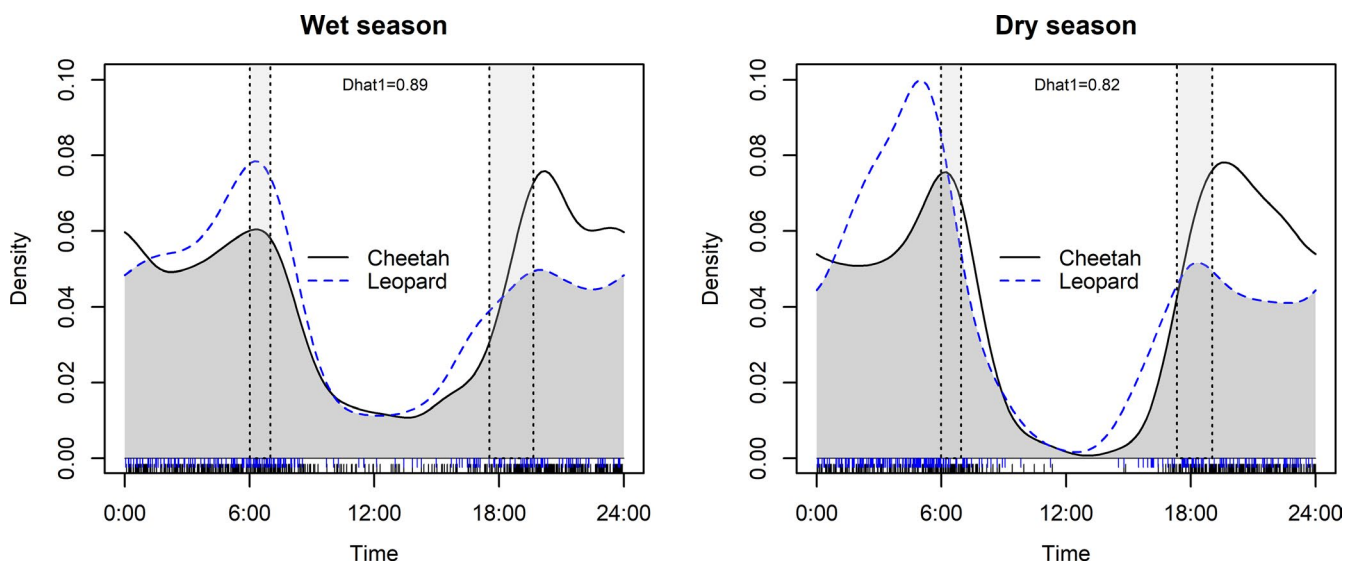 Wet season
Dhat1=0.89
Cheetah
Leopard
Density
0.00
0.02
0.04
0.06
0.08
0.10
0:00 6:00 12:00 18:00 24:00
Time
Dry season
Dhat1=0.82
Cheetah
Leopard
Density
0.00
0.02
0.04
0.06
0.08
0.10
0:00 6:00 12:00 18:00 24:00
Time